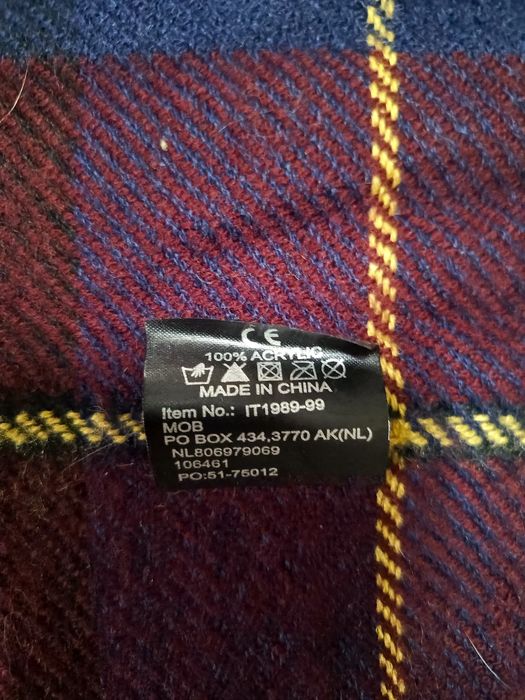 CE
100% ACRYLIC
MADE IN CHINA
Item No.: IT1989-99
MOB
PO BOX 434,3770 AK(NL)
NL806979069
106461
PO:51-75012